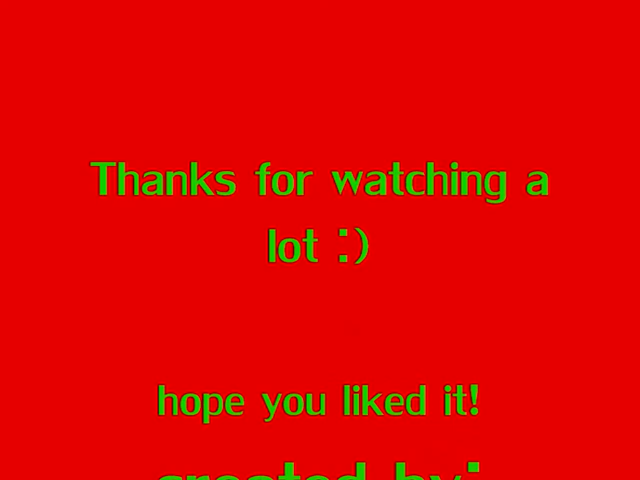 Thanks for watching a
lot :)
hope you liked it!
created by: